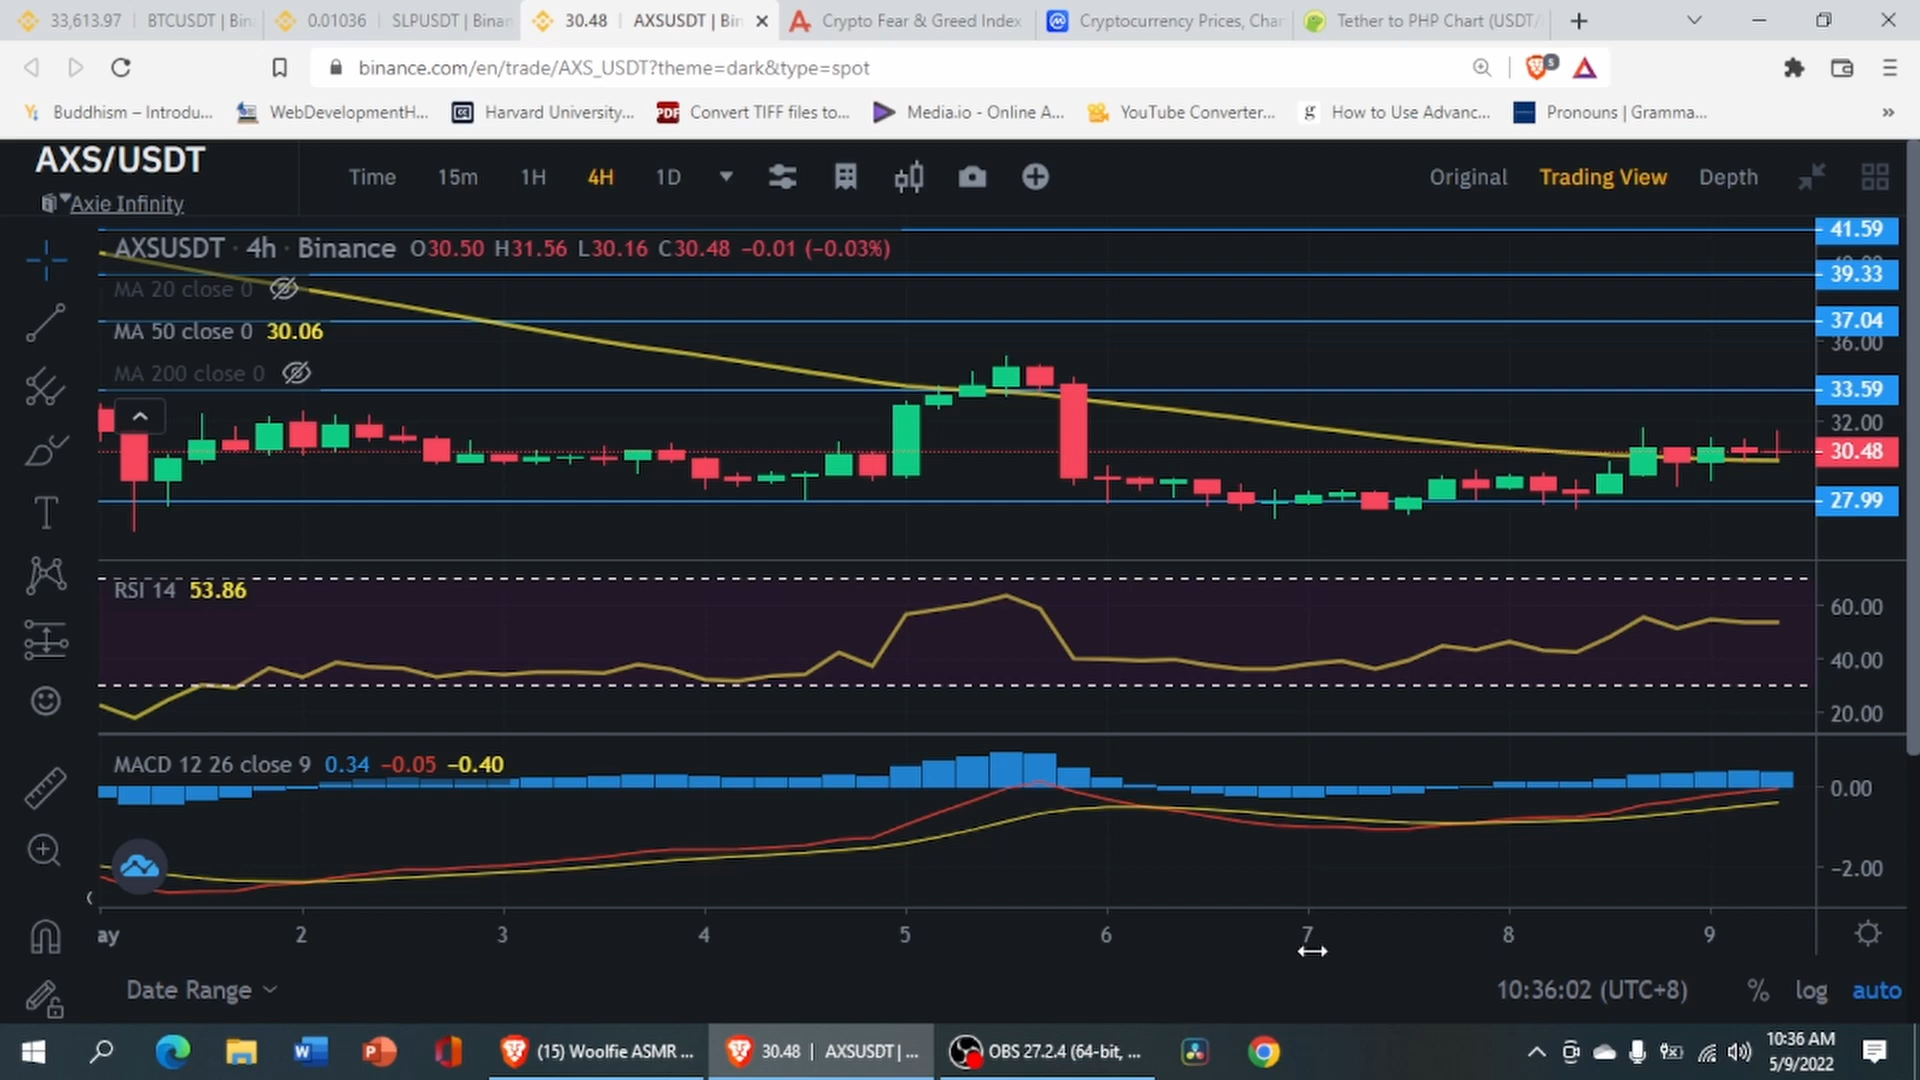 33,613.97 BTCUSDT | Bin
0.01036 SLPUSDT | Binan
30.48 AXSUSDT | Bin
Crypto Fear & Greed Index
Cryptocurrency Prices, Char
Tether to PHP Chart (USDT/
binance.com/en/trade/AXS_USDT?theme=dark&type=spot
5
Buddhism – Introdu...
WebDevelopmentH...
Harvard University...
PDF Convert TIFF files to...
Media.io - Online A...
YouTube Converter...
g How to Use Advanc...
Pronouns | Gramma...
»
AXS/USDT
Axie Infinity
Time 15m 1H 4H 1D
Original Trading View Depth
AXSUSDT · 4h · Binance O30.50 H31.56 L30.16 C30.48 −0.01 (−0.03%)
MA 20 close 0
MA 50 close 0 30.06
MA 200 close 0
41.59
39.33
37.04
36.00
33.59
32.00
30.48
27.99
RSI 14 53.86
60.00
40.00
20.00
MACD 12 26 close 9 0.34 −0.05 −0.40
0.00
−2.00
ay 2 3 4 5 6 7 8 9
Date Range
10:36:02 (UTC+8) % log auto
(15) Woolfie ASMR ...
30.48 | AXSUSDT | ...
OBS 27.2.4 (64-bit, ...
10:36 AM
5/9/2022